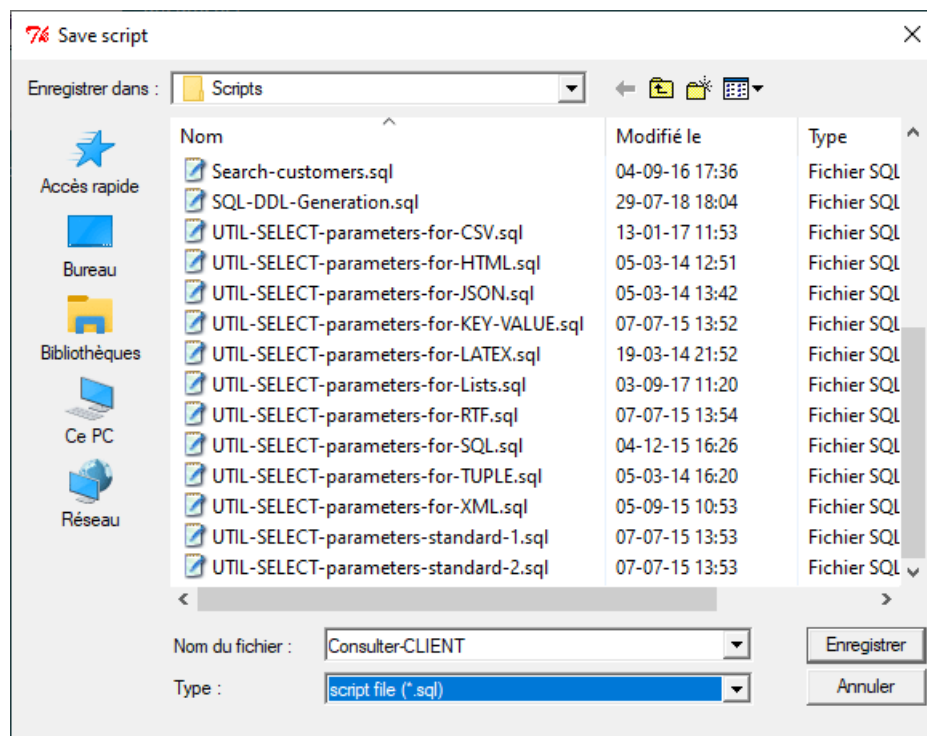 Save script
Enregistrer dans : Scripts
Nom Modifié le Type
Search-customers.sql 04-09-16 17:36 Fichier SQL
SQL-DDL-Generation.sql 29-07-18 18:04 Fichier SQL
UTIL-SELECT-parameters-for-CSV.sql 13-01-17 11:53 Fichier SQL
UTIL-SELECT-parameters-for-HTML.sql 05-03-14 12:51 Fichier SQL
UTIL-SELECT-parameters-for-JSON.sql 05-03-14 13:42 Fichier SQL
UTIL-SELECT-parameters-for-KEY-VALUE.sql 07-07-15 13:52 Fichier SQL
UTIL-SELECT-parameters-for-LATEX.sql 19-03-14 21:52 Fichier SQL
UTIL-SELECT-parameters-for-Lists.sql 03-09-17 11:20 Fichier SQL
UTIL-SELECT-parameters-for-RTF.sql 07-07-15 13:54 Fichier SQL
UTIL-SELECT-parameters-for-SQL.sql 04-12-15 16:26 Fichier SQL
UTIL-SELECT-parameters-for-TUPLE.sql 05-03-14 16:20 Fichier SQL
UTIL-SELECT-parameters-for-XML.sql 05-09-15 10:53 Fichier SQL
UTIL-SELECT-parameters-standard-1.sql 07-07-15 13:53 Fichier SQL
UTIL-SELECT-parameters-standard-2.sql 07-07-15 13:53 Fichier SQL
Accès rapide
Bureau
Bibliothèques
Ce PC
Réseau
Nom du fichier : Consulter-CLIENT Enregistrer
Type : script file (*.sql) Annuler